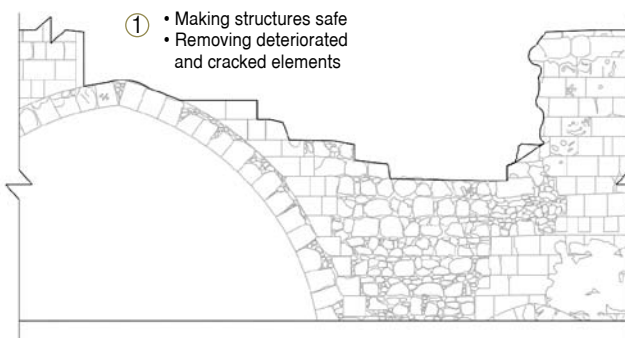 ① • Making structures safe
• Removing deteriorated
and cracked elements